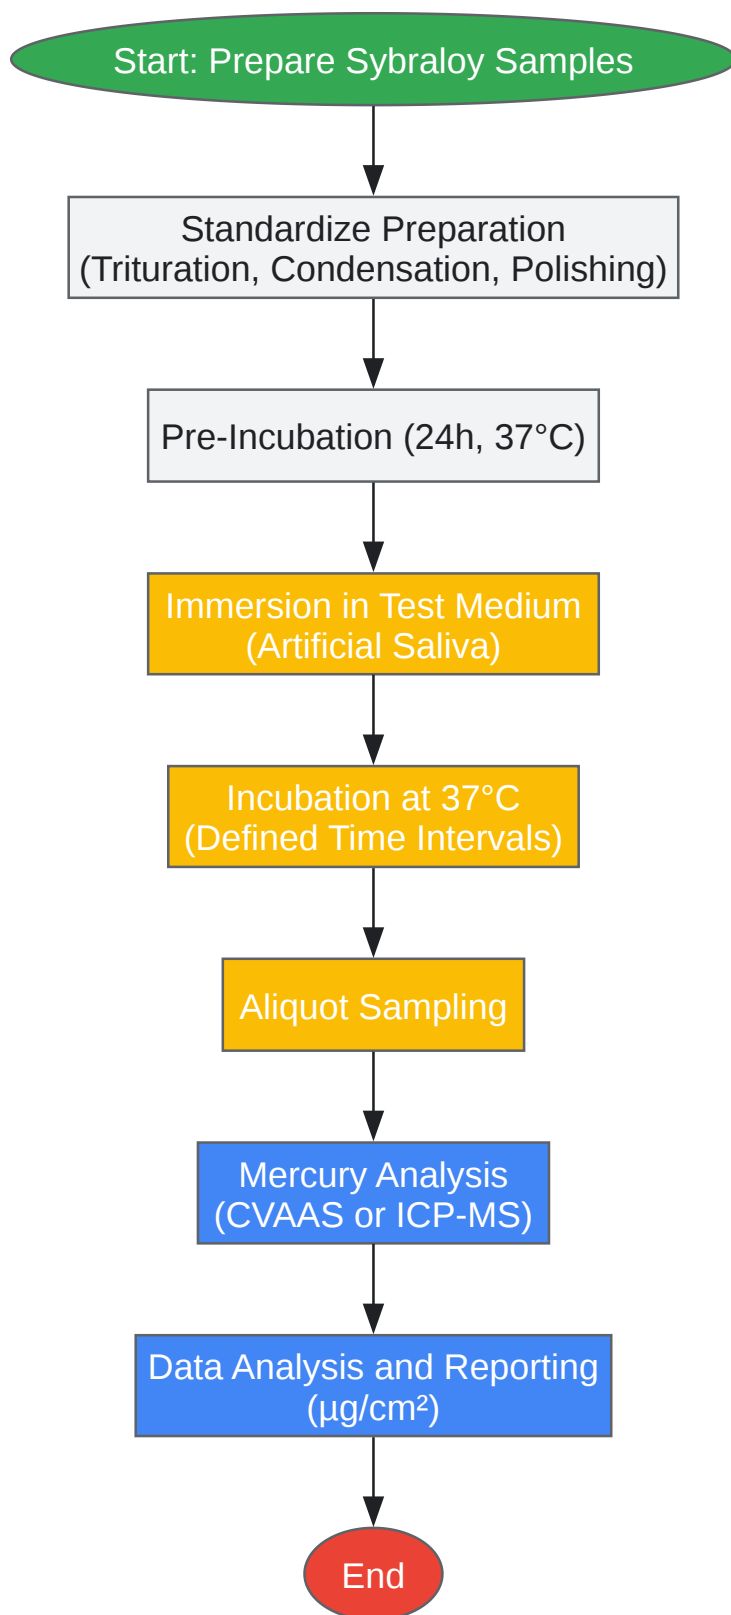 Start: Prepare Sybraloy Samples
Standardize Preparation
(Trituration, Condensation, Polishing)
Pre-Incubation (24h, 37°C)
Immersion in Test Medium
(Artificial Saliva)
Incubation at 37°C
(Defined Time Intervals)
Aliquot Sampling
Mercury Analysis
(CVAAS or ICP-MS)
Data Analysis and Reporting
(µg/cm²)
End